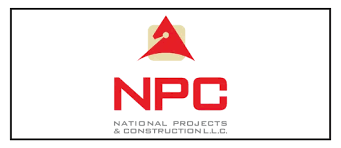 NPC
NATIONAL PROJECTS
& CONSTRUCTION L.L.C.